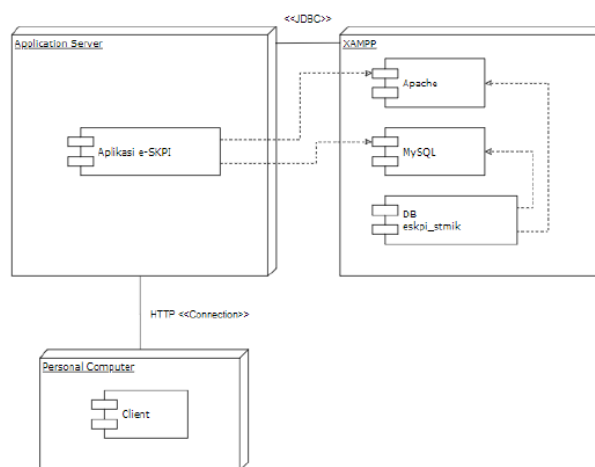 <<JDBC>>
Application Server
XAMPP
Apache
Aplikasi e-SKPI
MySQL
DB
eskpi_stmik
HTTP <<Connection>>
Personal Computer
Client